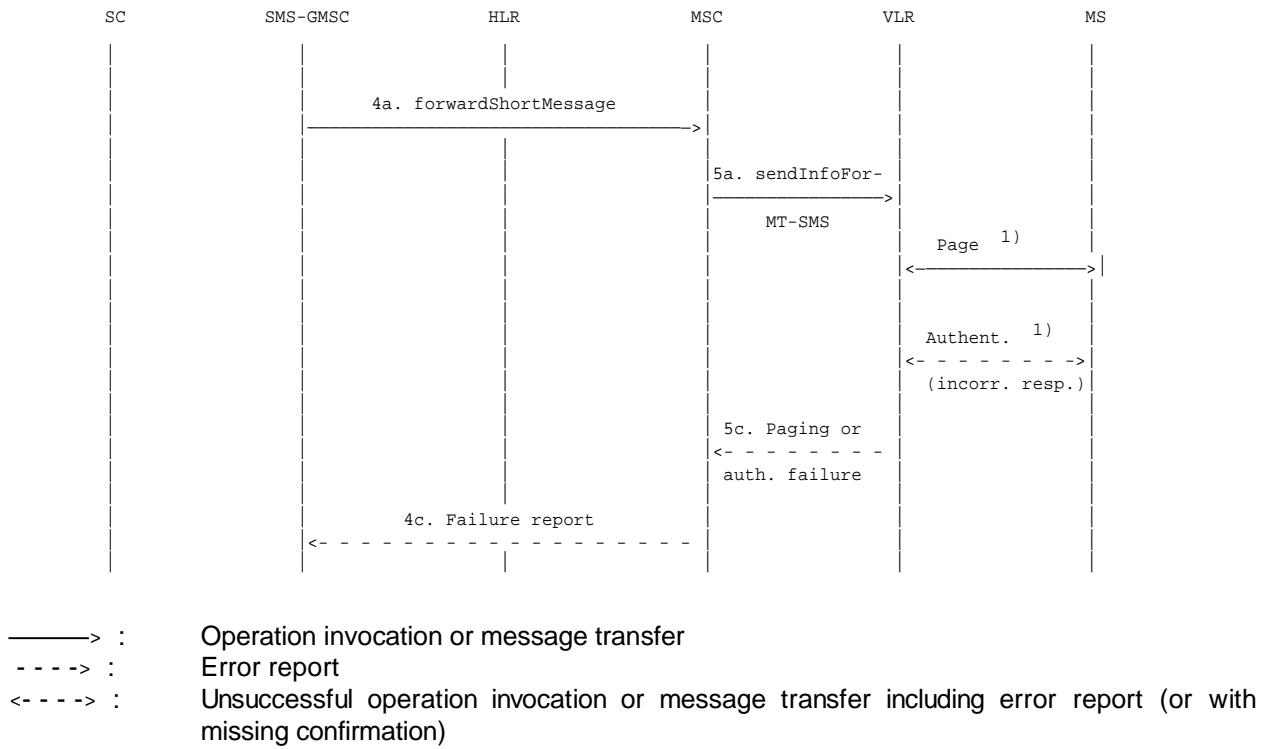 SC SMS-GMSC HLR MSC VLR MS
4a. forwardShortMessage
5a. sendInfoFor-
MT-SMS
Page 1)
Authent. 1)
(incorr. resp.)
5c. Paging or
auth. failure
4c. Failure report
: Operation invocation or message transfer
: Error report
: Unsuccessful operation invocation or message transfer including error report (or with
missing confirmation)